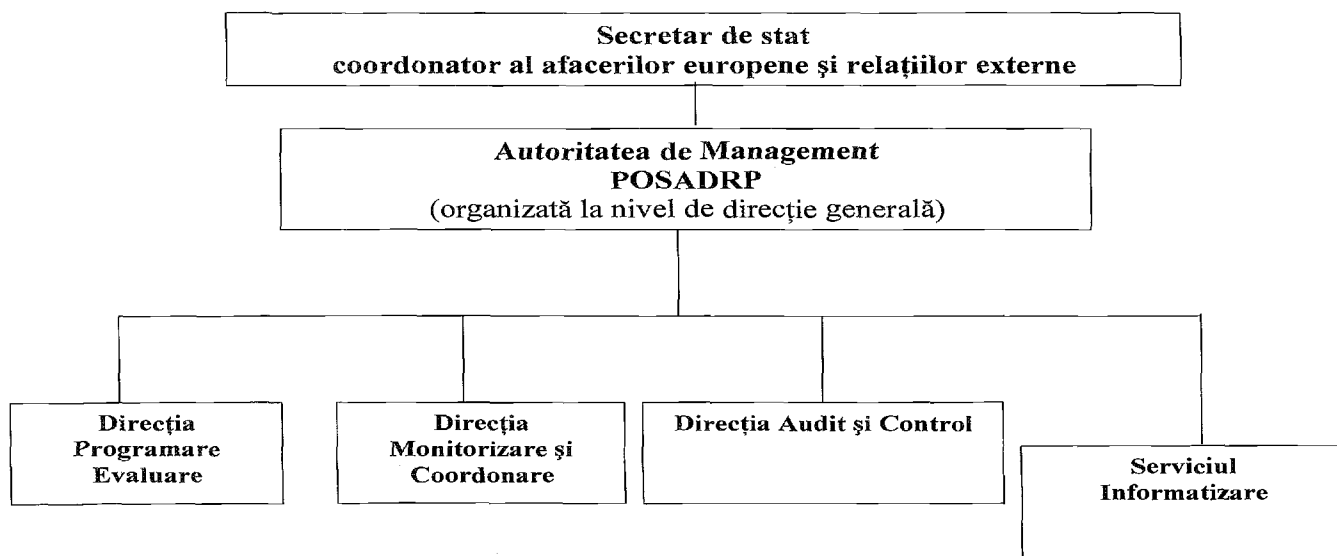 Secretar de stat
coordonator al afacerilor europene şi relaţiilor externe
Autoritatea de Management
POSADRP
(organizată la nivel de direcţie generală)
Direcţia
Programare
Evaluare
Direcţia
Monitorizare şi
Coordonare
Direcţia Audit şi Control
Serviciul
Informatizare